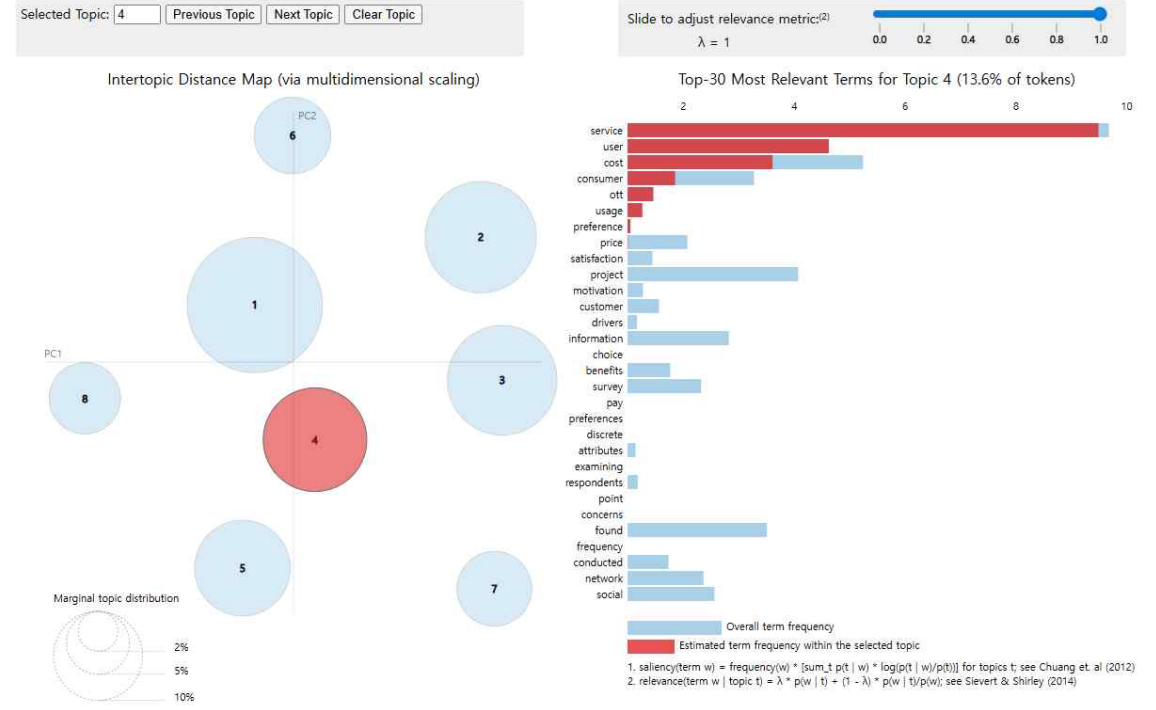 Selected Topic: 4 Previous Topic Next Topic Clear Topic
Slide to adjust relevance metric:(2)
λ = 1
0.0 0.2 0.4 0.6 0.8 1.0
Intertopic Distance Map (via multidimensional scaling)
PC2
6
2
1
PC1
3
8
4
5
7
Marginal topic distribution
2%
5%
10%
Top-30 Most Relevant Terms for Topic 4 (13.6% of tokens)
2 4 6 8 10
service
user
cost
consumer
ott
usage
preference
price
satisfaction
project
motivation
customer
drivers
information
choice
benefits
survey
pay
preferences
discrete
attributes
examining
respondents
point
concerns
found
frequency
conducted
network
social
Overall term frequency
Estimated term frequency within the selected topic
1. saliency(term w) = frequency(w) * [sum_t p(t | w) * log(p(t | w)/p(t))] for topics t; see Chuang et. al (2012)
2. relevance(term w | topic t) = λ * p(w | t) + (1 - λ) * p(w | t)/p(w); see Sievert & Shirley (2014)